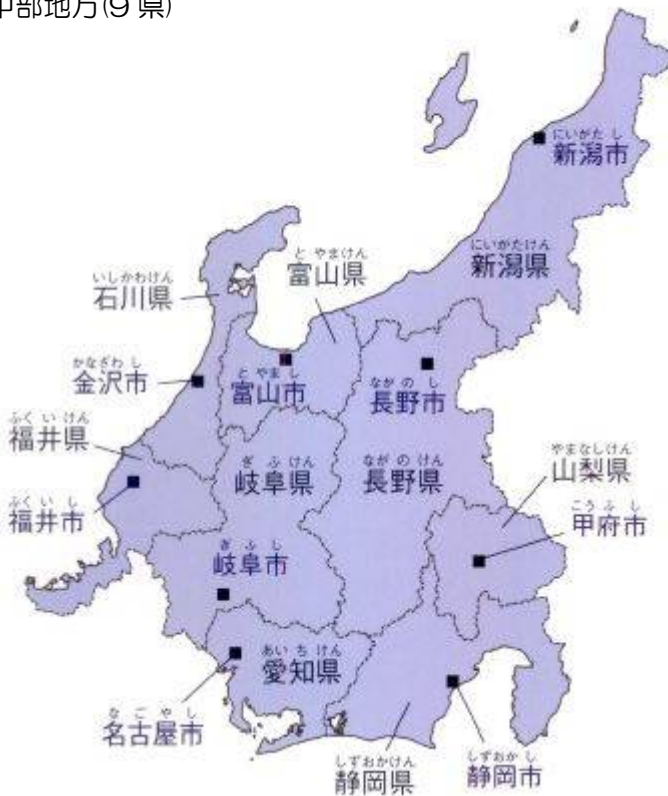 中部地方(9県)
にいがたし
新潟市
にいがたけん
新潟県
とやまけん
富山県
いしかわけん
石川県
かなざわし
金沢市
とやまし
富山市
ながのし
長野市
ふくいけん
福井県
ぎふけん
岐阜県
ながのけん
長野県
やまなしけん
山梨県
ふくいし
福井市
こうふし
甲府市
ぎふし
岐阜市
あいちけん
愛知県
なごやし
名古屋市
しずおかけん
静岡県
しずおかし
静岡市